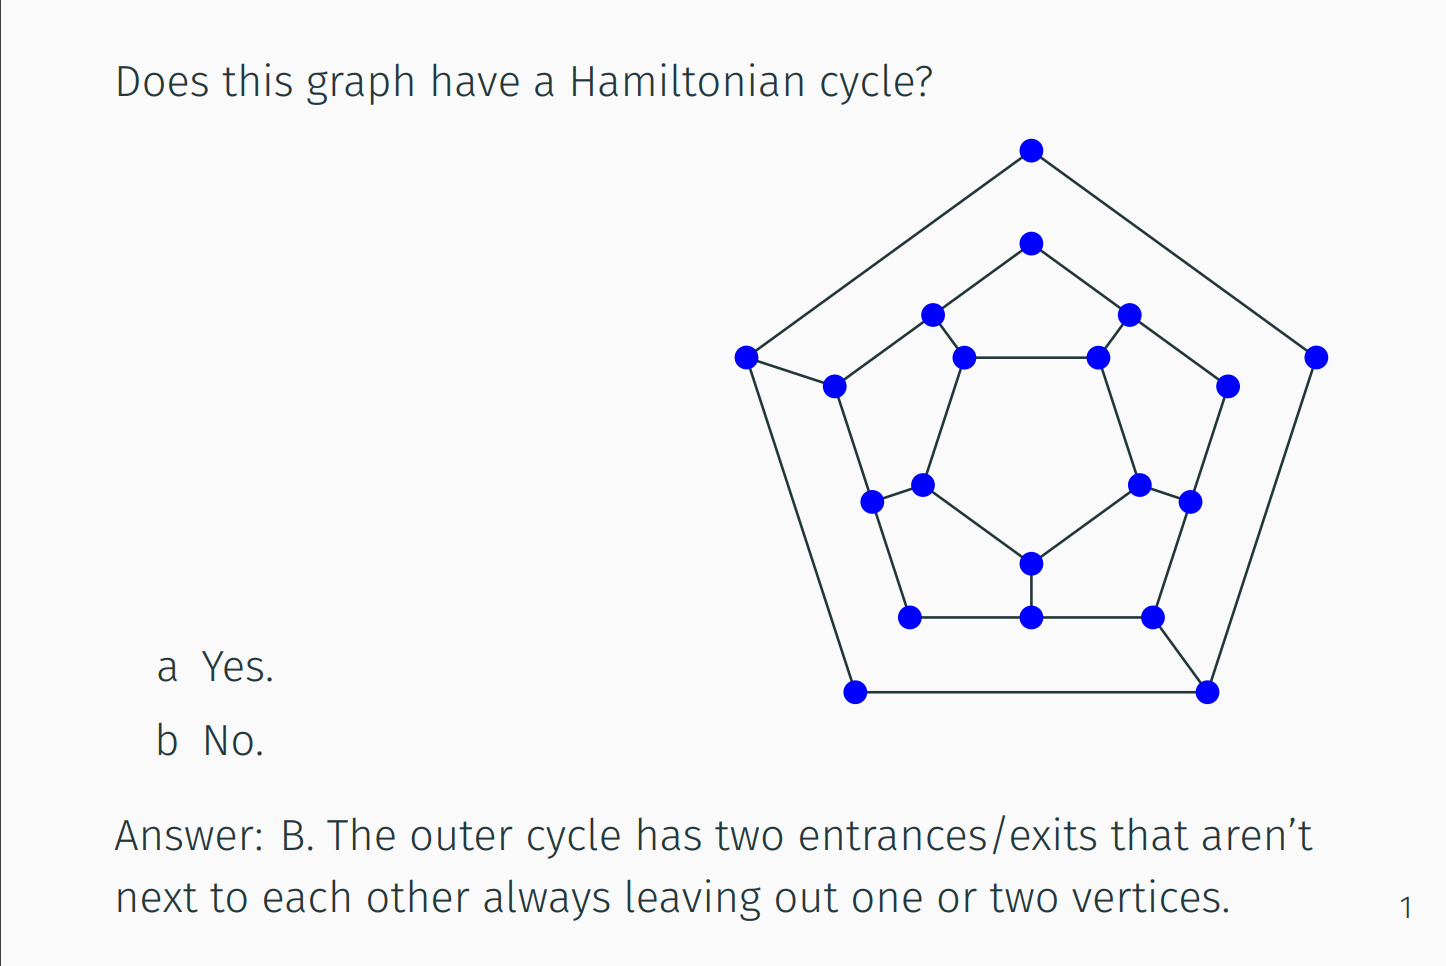 Does this graph have a Hamiltonian cycle?
a Yes.
b No.
Answer: B. The outer cycle has two entrances/exits that aren’t
next to each other always leaving out one or two vertices.
1